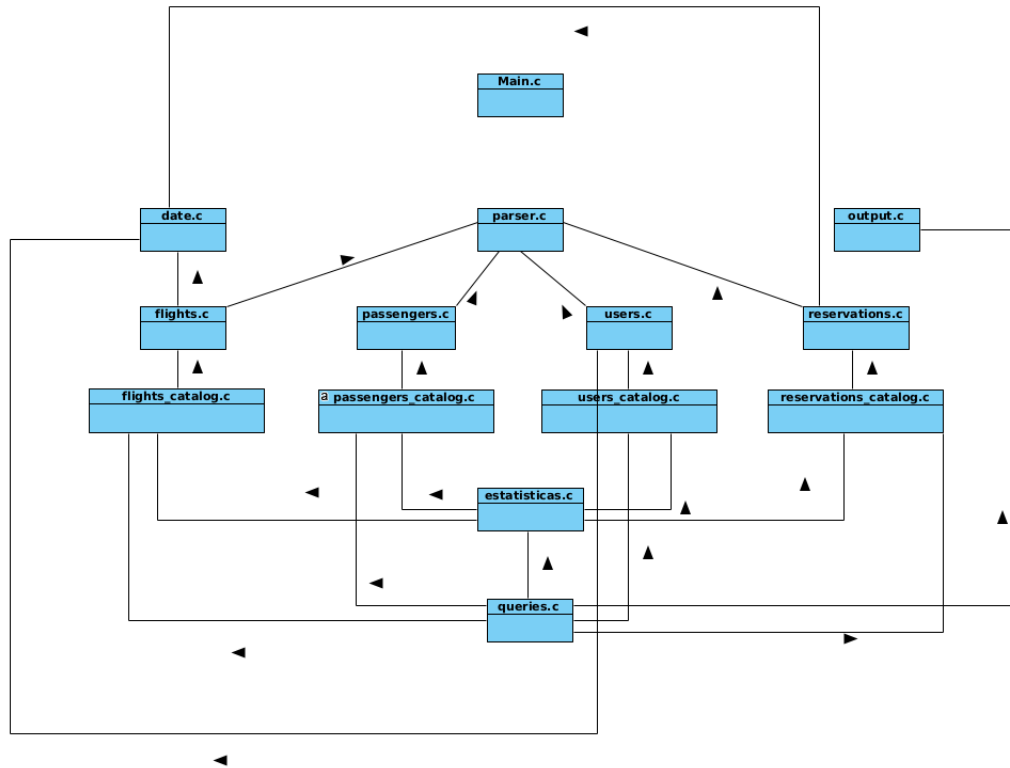 Main.c
date.c
parser.c
output.c
flights.c
passengers.c
users.c
reservations.c
flights_catalog.c
a passengers_catalog.c
users_catalog.c
reservations_catalog.c
estatisticas.c
queries.c